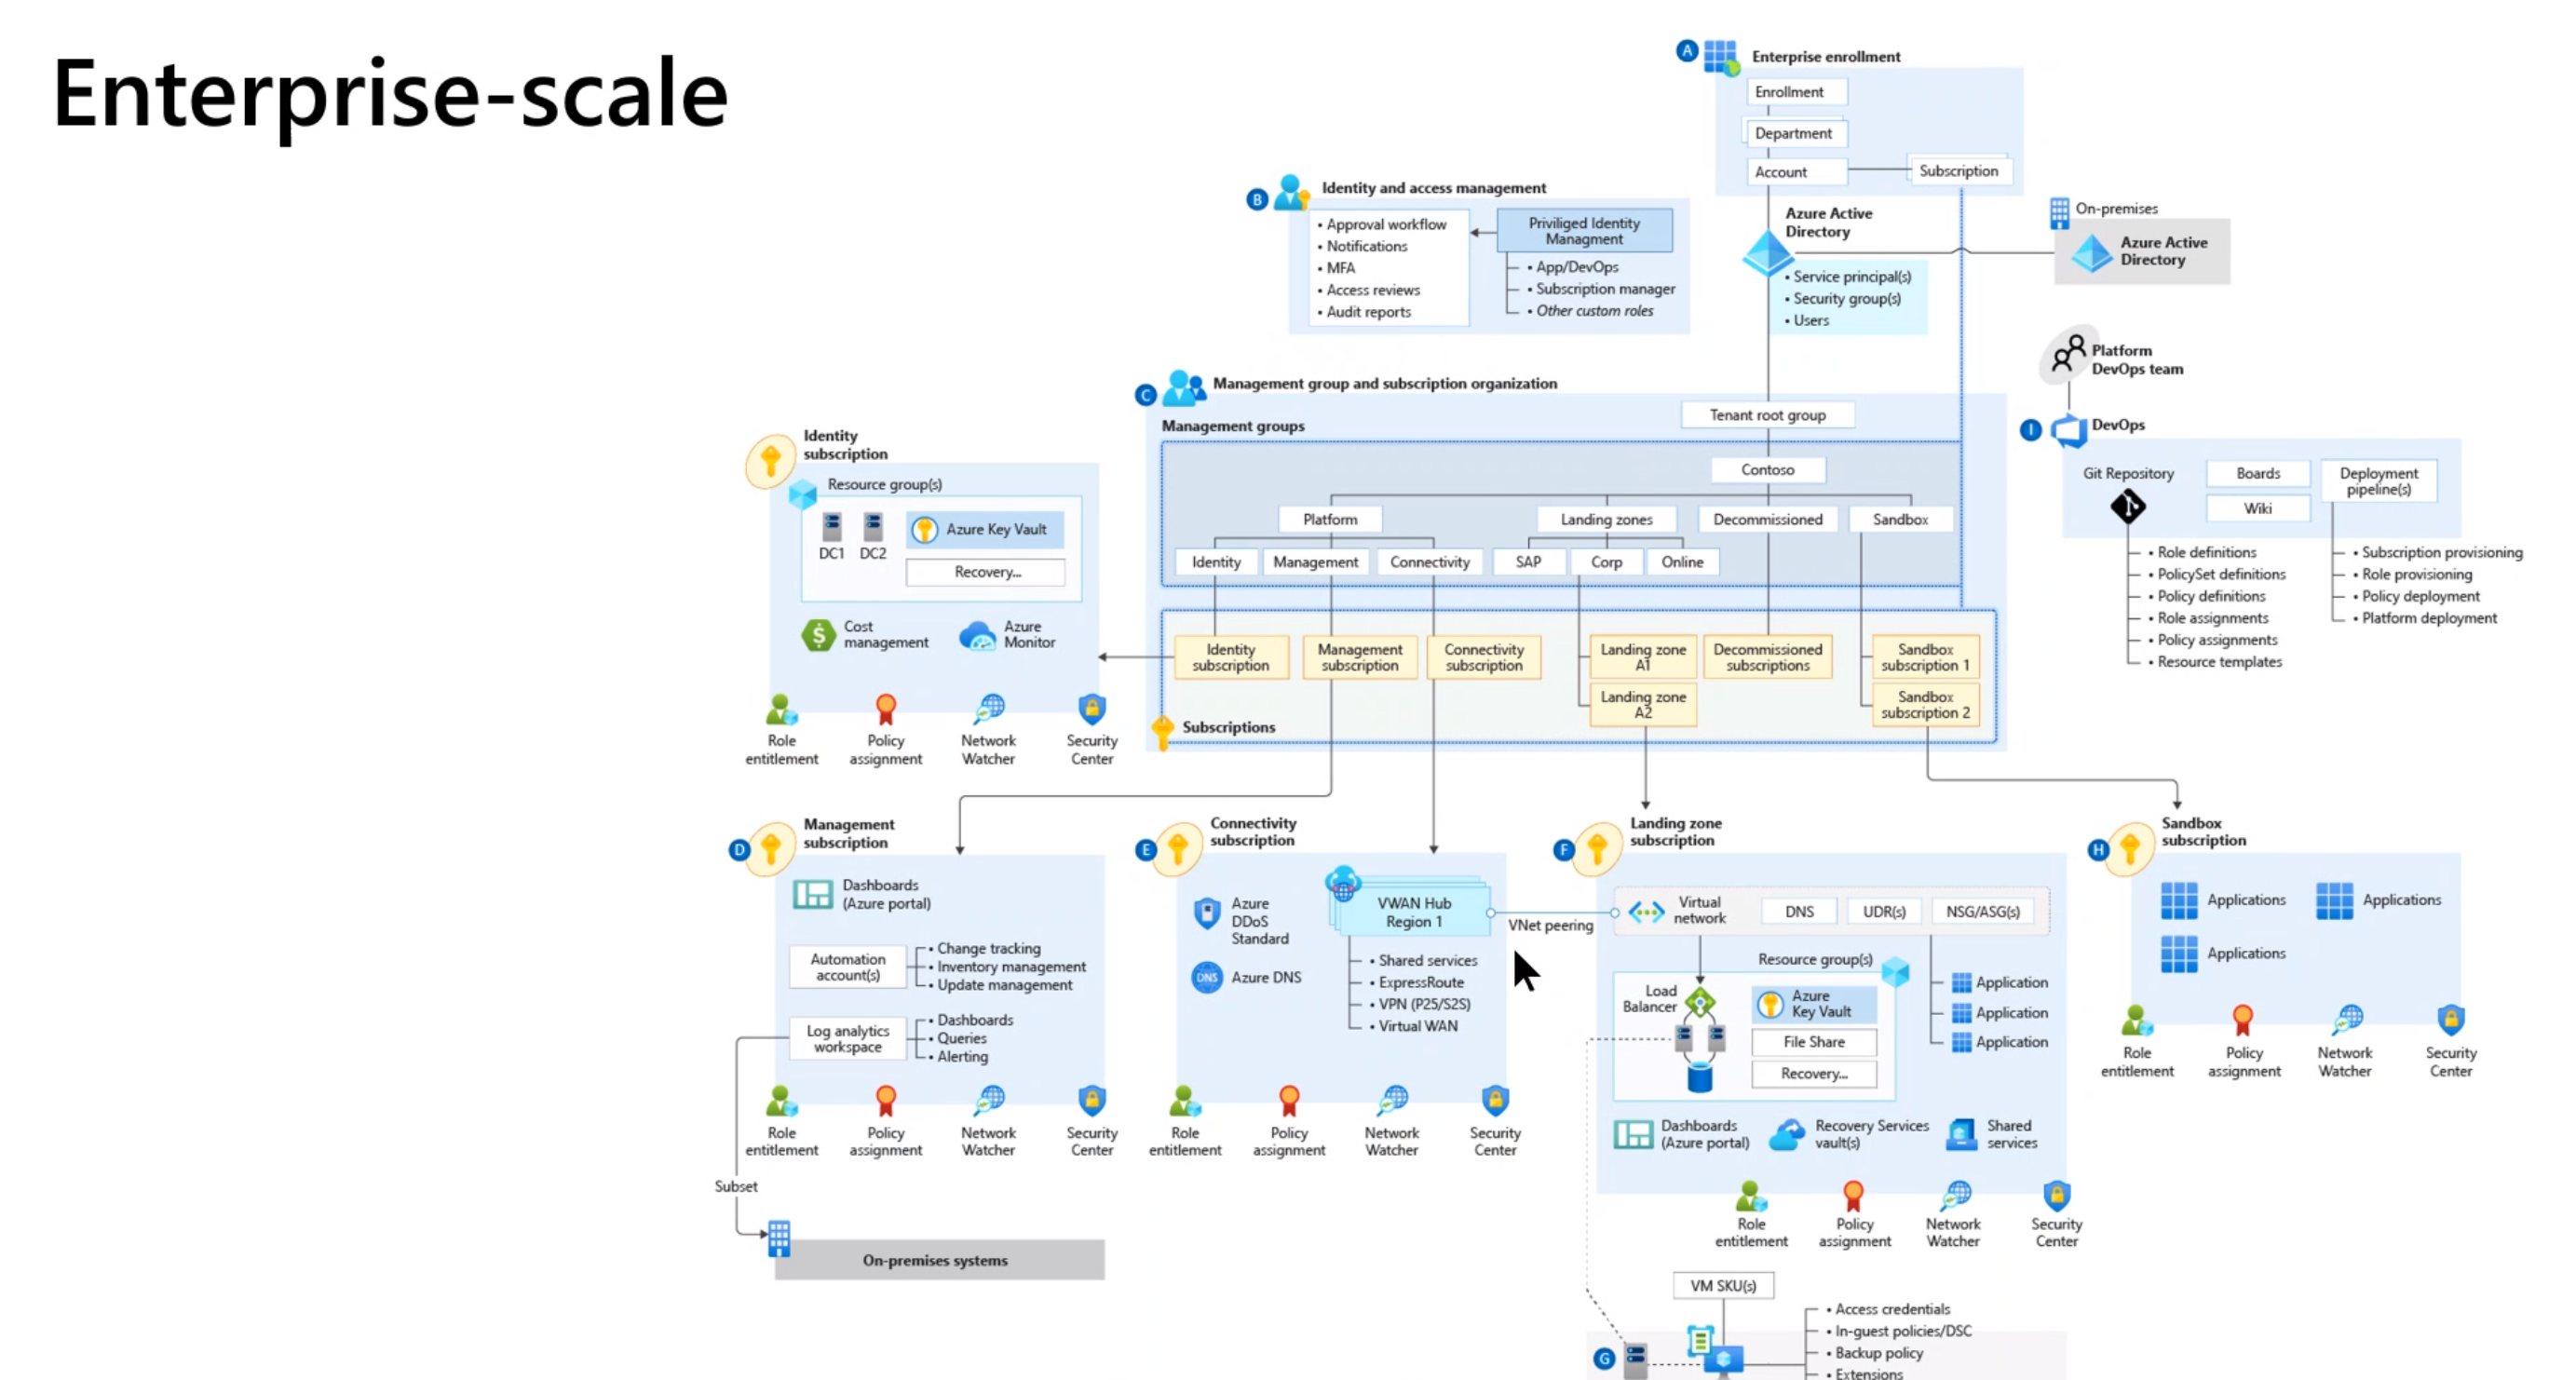 Enterprise-scale
A
Enterprise enrollment
Enrollment
Department
Account
Subscription
B
Identity and access management
• Approval workflow
• Notifications
• MFA
• Access reviews
• Audit reports
Priviliged Identity
Managment
• App/DevOps
• Subscription manager
• Other custom roles
Azure Active
Directory
• Service principal(s)
• Security group(s)
• Users
On-premises
Azure Active
Directory
Platform
DevOps team
I
DevOps
Git Repository
Boards
Wiki
Deployment
pipeline(s)
• Role definitions
• PolicySet definitions
• Policy definitions
• Role assignments
• Policy assignments
• Resource templates
• Subscription provisioning
• Role provisioning
• Policy deployment
• Platform deployment
C
Management group and subscription organization
Management groups
Tenant root group
Contoso
Platform
Landing zones
Decommissioned
Sandbox
Identity
Management
Connectivity
SAP
Corp
Online
Identity
subscription
Management
subscription
Connectivity
subscription
Landing zone
A1
Landing zone
A2
Decommissioned
subscriptions
Sandbox
subscription 1
Sandbox
subscription 2
Subscriptions
Identity
subscription
Resource group(s)
DC1
DC2
Azure Key Vault
Recovery...
Cost
management
Azure
Monitor
Role
entitlement
Policy
assignment
Network
Watcher
Security
Center
D
Management
subscription
Dashboards
(Azure portal)
Automation
account(s)
• Change tracking
• Inventory management
• Update management
Log analytics
workspace
• Dashboards
• Queries
• Alerting
Role
entitlement
Policy
assignment
Network
Watcher
Security
Center
Subset
On-premises systems
E
Connectivity
subscription
Azure
DDoS
Standard
DNS
Azure DNS
VWAN Hub
Region 1
• Shared services
• ExpressRoute
• VPN (P25/S2S)
• Virtual WAN
VNet peering
Role
entitlement
Policy
assignment
Network
Watcher
Security
Center
F
Landing zone
subscription
Virtual
network
DNS
UDR(s)
NSG/ASG(s)
Resource group(s)
Load
Balancer
Azure
Key Vault
File Share
Recovery...
Application
Application
Application
Dashboards
(Azure portal)
Recovery Services
vault(s)
Shared
services
Role
entitlement
Policy
assignment
Network
Watcher
Security
Center
H
Sandbox
subscription
Applications
Applications
Applications
Role
entitlement
Policy
assignment
Network
Watcher
Security
Center
VM SKU(s)
G
• Access credentials
• In-guest policies/DSC
• Backup policy
• Extensions